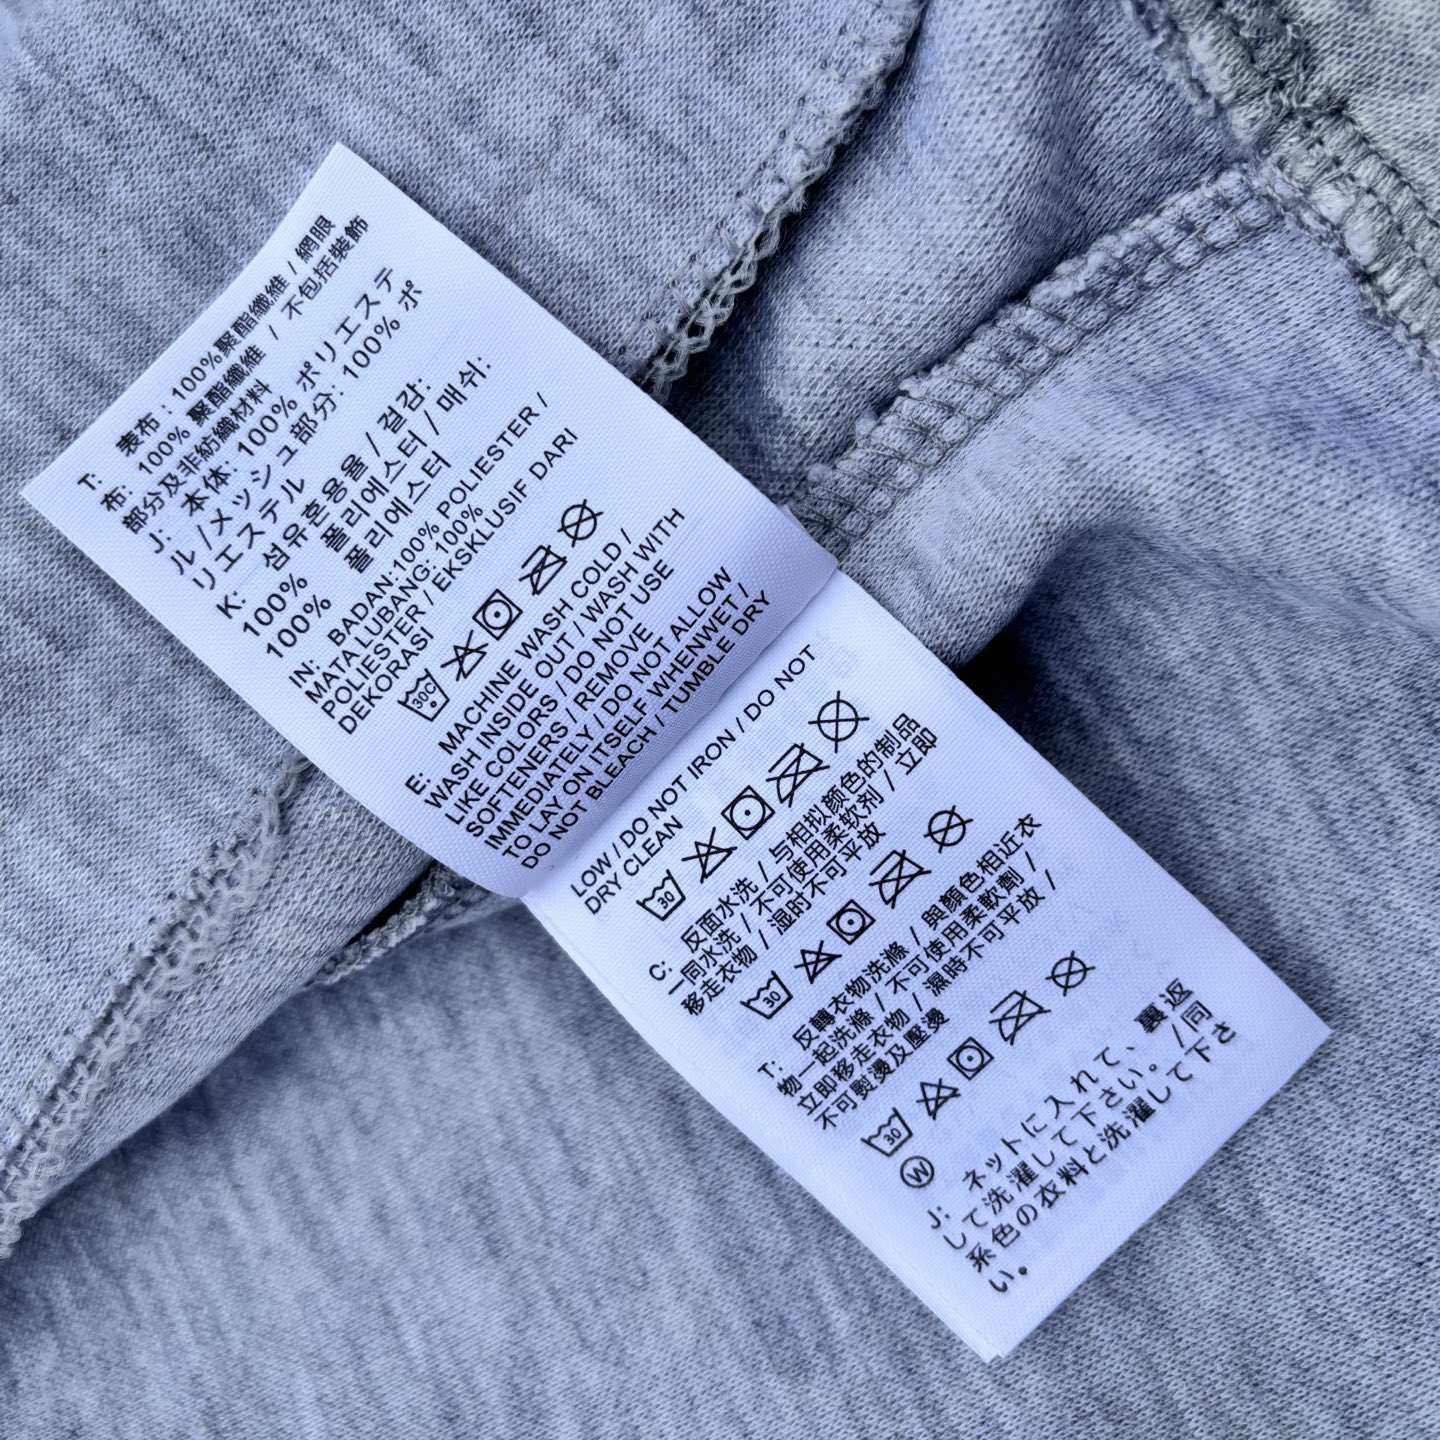 T: 表布：100%聚酯纖維 / 網眼
布: 100% 聚酯纖維 / 不包括裝飾
部分及非紡織材料
J: 本体: 100% ポリエステ
ル /メッシュ部分: 100% ポ
リエステル
K: 섬유혼용율 / 겉감:
100% 폴리에스터 / 매쉬:
100% 폴리에스터
IN: BADAN:100% POLIESTER /
MATA LUBANG: 100%
POLIESTER / EKSKLUSIF DARI
DEKORASI
30C
E: MACHINE WASH COLD /
WASH INSIDE OUT / WASH WITH
LIKE COLORS / DO NOT USE
SOFTENERS / REMOVE
IMMEDIATELY / DO NOT ALLOW
TO LAY ON ITSELF WHENWET /
DO NOT BLEACH / TUMBLE DRY
LOW / DO NOT IRON / DO NOT
DRY CLEAN
30
C: 反面水洗 / 与相拟颜色的制品
一同水洗 / 不可使用柔软剂 / 立即
移走衣物 / 湿时不可平放
30
T: 反轉衣物洗滌 / 與顏色相近衣
物一起洗滌 / 不可使用柔軟劑 /
立即移走衣物 / 濕時不可平放 /
不可熨燙及壓燙
30
W
J: ネットに入れて、裏返
して洗濯して下さい。/同
系色の衣料と洗濯して下さ
い。